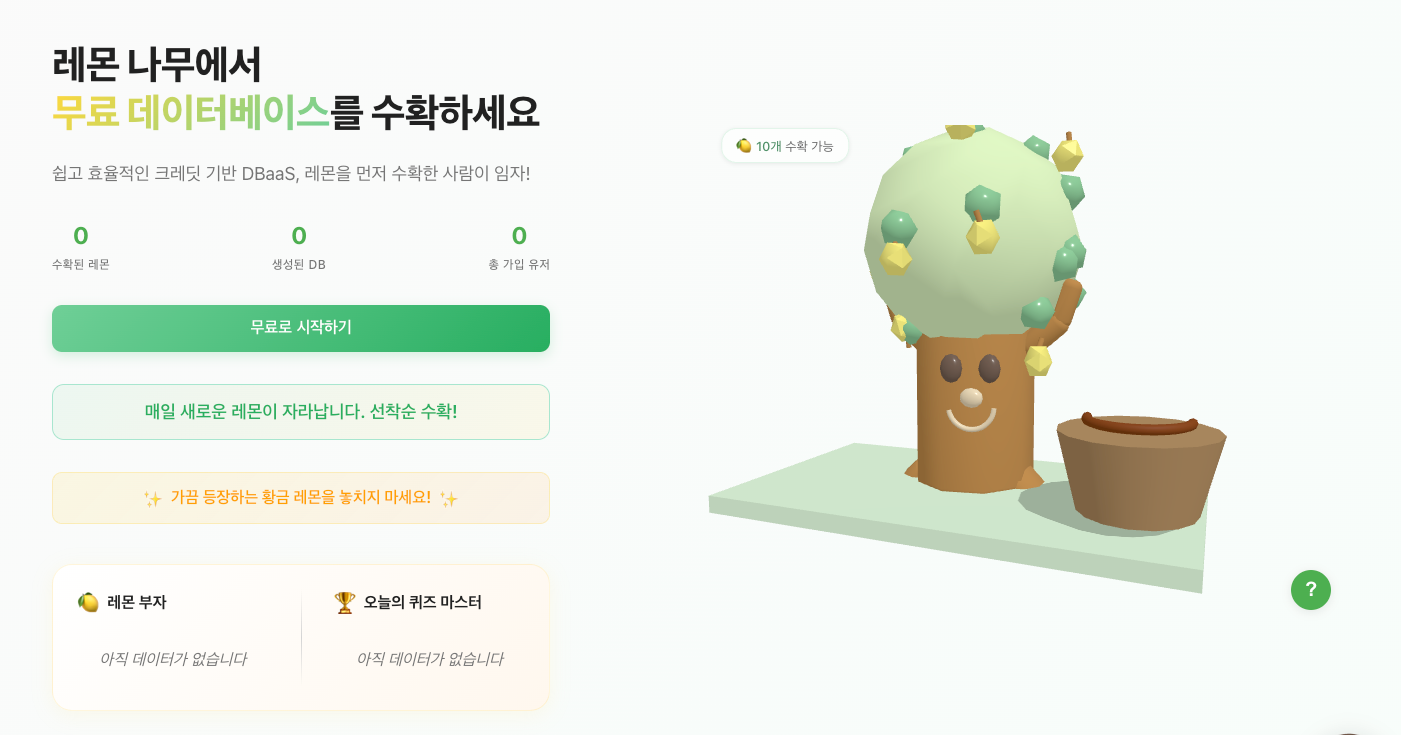 레몬 나무에서
무료 데이터베이스를 수확하세요
쉽고 효율적인 크레딧 기반 DBaaS, 레몬을 먼저 수확한 사람이 임자!
0
수확된 레몬
0
생성된 DB
0
총 가입 유저
무료로 시작하기
매일 새로운 레몬이 자라납니다. 선착순 수확!
✨ 가끔 등장하는 황금 레몬을 놓치지 마세요! ✨
🍋 레몬 부자
아직 데이터가 없습니다
🏆 오늘의 퀴즈 마스터
아직 데이터가 없습니다
🍋 10개 수확 가능
?